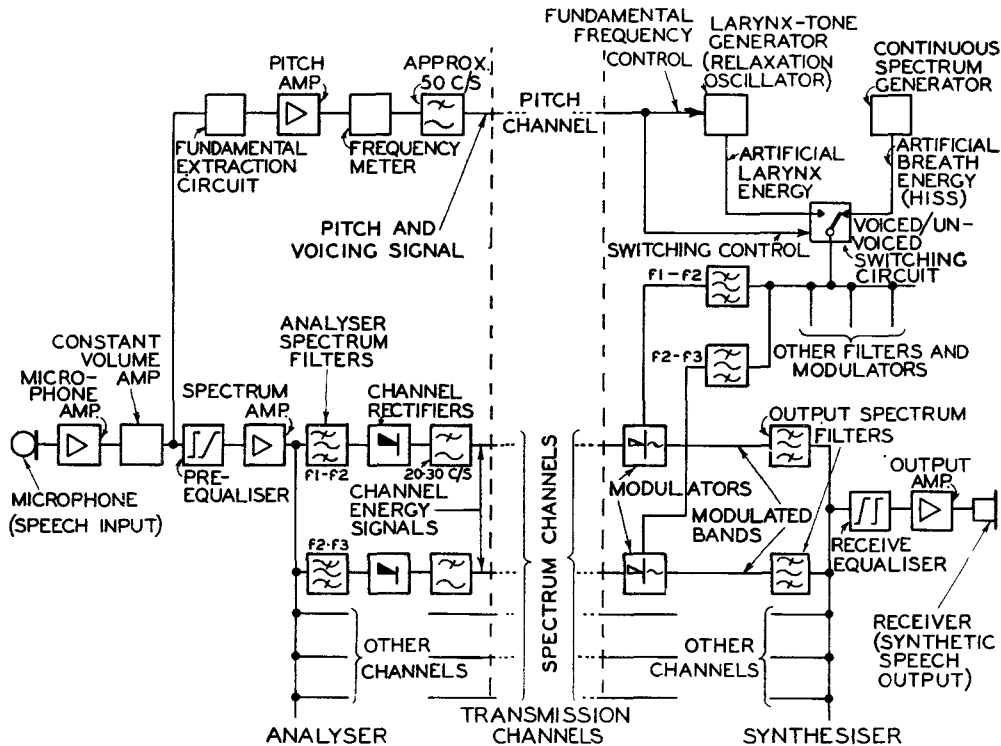 PITCH
AMP
APPROX.
50 C/S
FUNDAMENTAL
EXTRACTION
CIRCUIT
FREQUENCY
METER
PITCH AND
VOICING SIGNAL
PITCH
CHANNEL
FUNDAMENTAL
FREQUENCY
CONTROL
LARYNX-TONE
GENERATOR
(RELAXATION
OSCILLATOR)
CONTINUOUS
SPECTRUM
GENERATOR
ARTIFICIAL
LARYNX
ENERGY
ARTIFICIAL
BREATH
ENERGY
(HISS)
VOICED/UN-
VOICED
SWITCHING
CIRCUIT
SWITCHING CONTROL
f1-f2
f2-f3
OTHER FILTERS AND
MODULATORS
CONSTANT
VOLUME
AMP
MICRO-
PHONE
AMP
MICROPHONE
(SPEECH INPUT)
PRE-
EQUALISER
SPECTRUM
AMP
ANALYSER
SPECTRUM
FILTERS
CHANNEL
RECTIFIERS
f1-f2
20-30 C/S
CHANNEL
ENERGY
SIGNALS
f2-f3
OTHER
CHANNELS
ANALYSER
SPECTRUM CHANNELS
TRANSMISSION
CHANNELS
MODULATORS
MODULATED
BANDS
OUTPUT SPECTRUM
FILTERS
OUTPUT
AMP
RECEIVE
EQUALISER
RECEIVER
(SYNTHETIC
SPEECH
OUTPUT)
OTHER
CHANNELS
SYNTHESISER